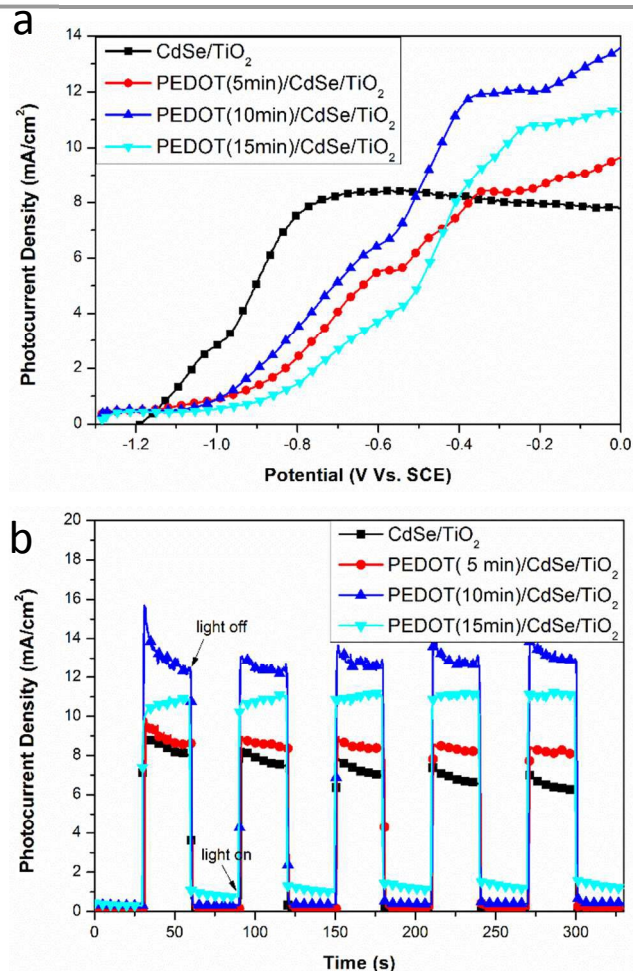 a
14
12
10
8
6
4
2
0
Photocurrent Density (mA/cm²)
CdSe/TiO₂
PEDOT(5min)/CdSe/TiO₂
PEDOT(10min)/CdSe/TiO₂
PEDOT(15min)/CdSe/TiO₂
-1.2 -1.0 -0.8 -0.6 -0.4 -0.2 0.0
Potential (V Vs. SCE)
b
20
18
16
14
12
10
8
6
4
2
0
Photocurrent Density (mA/cm²)
CdSe/TiO₂
PEDOT( 5 min)/CdSe/TiO₂
PEDOT(10min)/CdSe/TiO₂
PEDOT(15min)/CdSe/TiO₂
light off
light on
0 50 100 150 200 250 300
Time (s)